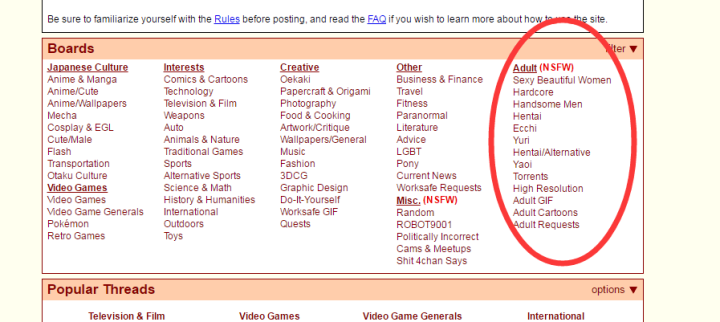 Be sure to familiarize yourself with the Rules before posting, and read the FAQ if you wish to learn more about how to use the site.
Boards
filter ▼
Japanese Culture
Anime & Manga
Anime/Cute
Anime/Wallpapers
Mecha
Cosplay & EGL
Cute/Male
Flash
Transportation
Otaku Culture
Video Games
Video Games
Video Game Generals
Pokémon
Retro Games
Interests
Comics & Cartoons
Technology
Television & Film
Weapons
Auto
Animals & Nature
Traditional Games
Sports
Alternative Sports
Science & Math
History & Humanities
International
Outdoors
Toys
Creative
Oekaki
Papercraft & Origami
Photography
Food & Cooking
Artwork/Critique
Wallpapers/General
Music
Fashion
3DCG
Graphic Design
Do-It-Yourself
Worksafe GIF
Quests
Other
Business & Finance
Travel
Fitness
Paranormal
Literature
Advice
LGBT
Pony
Current News
Worksafe Requests
Misc. (NSFW)
Random
ROBOT9001
Politically Incorrect
Cams & Meetups
Shit 4chan Says
Adult (NSFW)
Sexy Beautiful Women
Hardcore
Handsome Men
Hentai
Ecchi
Yuri
Hentai/Alternative
Yaoi
Torrents
High Resolution
Adult GIF
Adult Cartoons
Adult Requests
Popular Threads
options ▼
Television & Film
Video Games
Video Game Generals
International